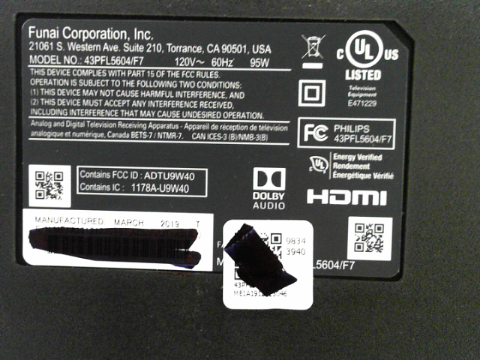 Funai Corporation, Inc.
21061 S. Western Ave. Suite 210, Torrance, CA 90501, USA
MODEL NO.: 43PFL5604/F7 120V~ 60Hz 95W
THIS DEVICE COMPLIES WITH PART 15 OF THE FCC RULES.
OPERATION IS SUBJECT TO THE FOLLOWING TWO CONDITIONS:
(1) THIS DEVICE MAY NOT CAUSE HARMFUL INTERFERENCE, AND
(2) THIS DEVICE MUST ACCEPT ANY INTERFERENCE RECEIVED,
INCLUDING INTERFERENCE THAT MAY CAUSE UNDESIRED OPERATION.
Analog and Digital Television Receiving Apparatus - Appareil de réception de télévision
analogique et numérique, Canada BETS-7 / NTMR-7, CAN ICES-3 (B)/NMB-3(B)
c UL US
LISTED
Television
Equipment
E471229
FC PHILIPS
43PFL5604/F7
Energy Verified
Rendement
Énergétique Vérifié
Contains FCC ID : ADTU9W40
Contains IC : 1178A-U9W40
DOLBY
AUDIO
HDMI
MANUFACTURED MARCH 2019 T
9834
3940
L5604/F7